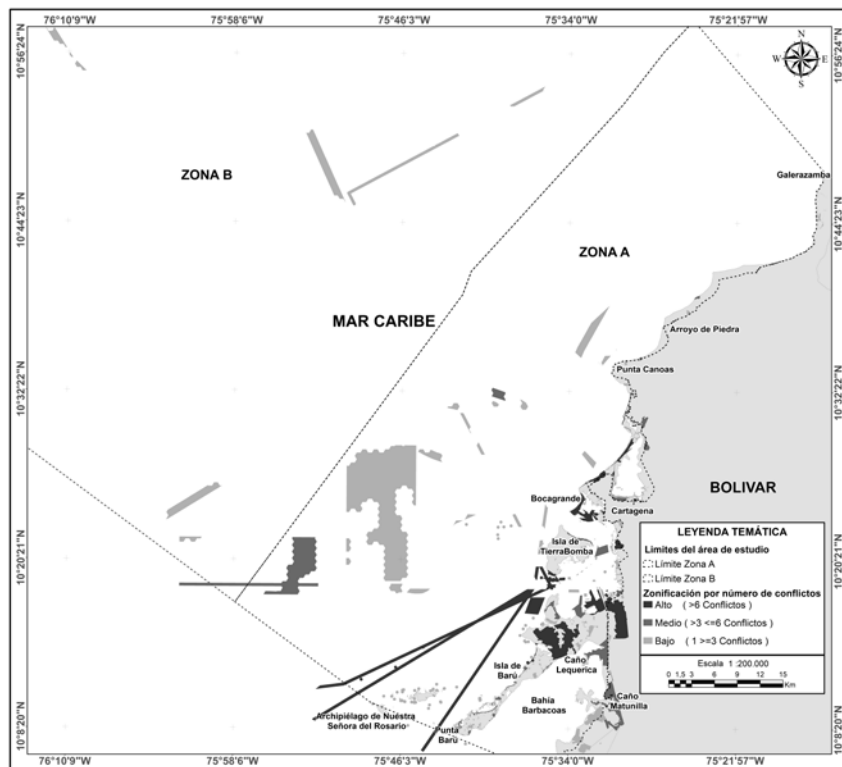 76°10'9"W 75°58'6"W 75°46'3"W 75°34'0"W 75°21'57"W
10°56'24"N 10°56'24"N
N
W E
S
ZONA B
Galerazamba
10°44'23"N 10°44'23"N
ZONA A
MAR CARIBE
Arroyo de Piedra
Punta Canoas
10°32'22"N 10°32'22"N
BOLIVAR
Bocagrande
Cartagena
LEYENDA TEMÁTICA
Límites del área de estudio
Límite Zona A
Límite Zona B
Zonificación por número de conflictos
Alto ( >6 Conflictos )
Medio ( >3 <=6 Conflictos )
Bajo ( 1 >=3 Conflictos )
Escala 1 :200.000
0 1,5 3 6 9 12 15
Km
Isla de
TierraBomba
10°20'21"N 10°20'21"N
Isla de
Barú
Caño
Lequerica
Bahía
Barbacoas
Caño
Matunilla
Archipiélago de Nuéstra
Señora del Rosario
Punta
Barú
10°8'20"N 10°8'20"N
76°10'9"W 75°58'6"W 75°46'3"W 75°34'0"W 75°21'57"W